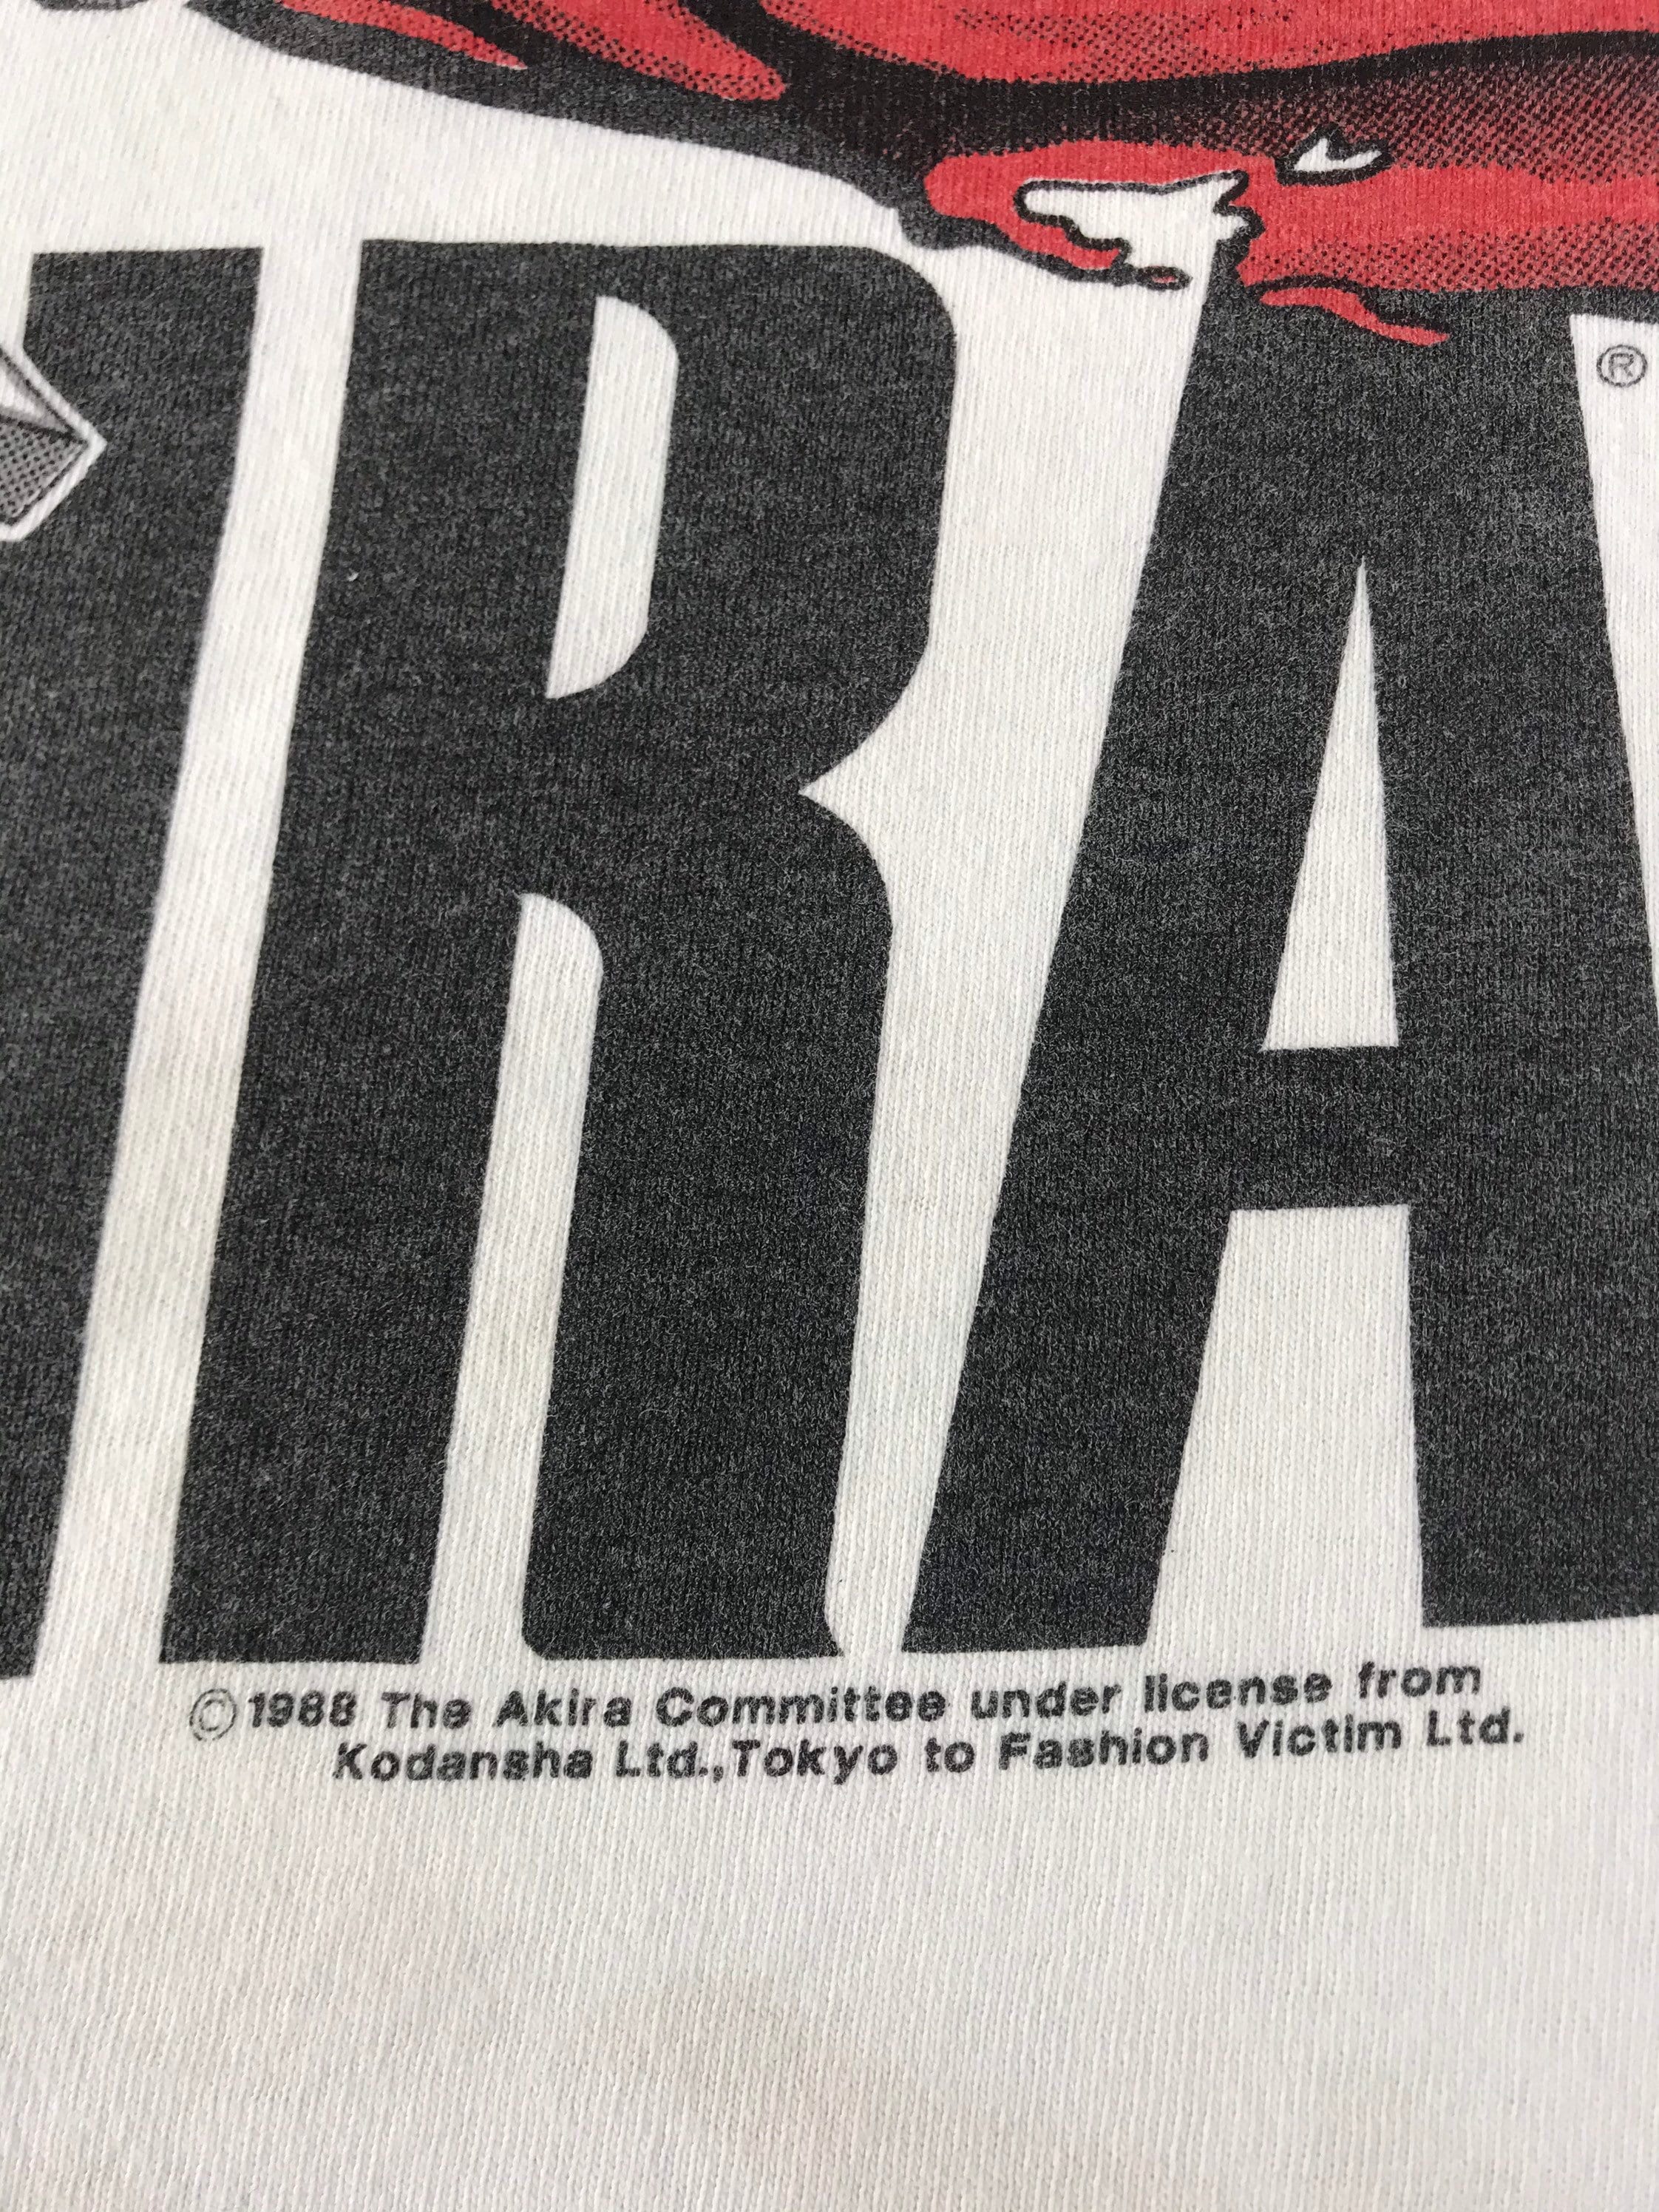 IRA®
©1988 The Akira Committee under license from
Kodansha Ltd.,Tokyo to Fashion Victim Ltd.